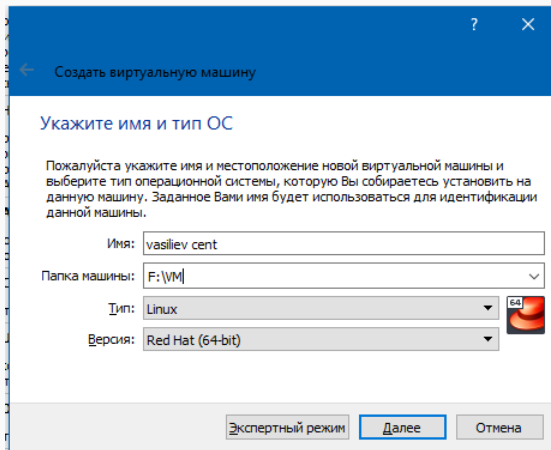 ?
Создать виртуальную машину
Укажите имя и тип ОС
Пожалуйста укажите имя и местоположение новой виртуальной машины и
выберите тип операционной системы, которую Вы собираетесь установить на
данную машину. Заданное Вами имя будет использоваться для идентификации
данной машины.
Имя: vasiliev cent
Папка машины: F:\VM
Тип: Linux
64
Версия: Red Hat (64-bit)
Экспертный режим Далее Отмена